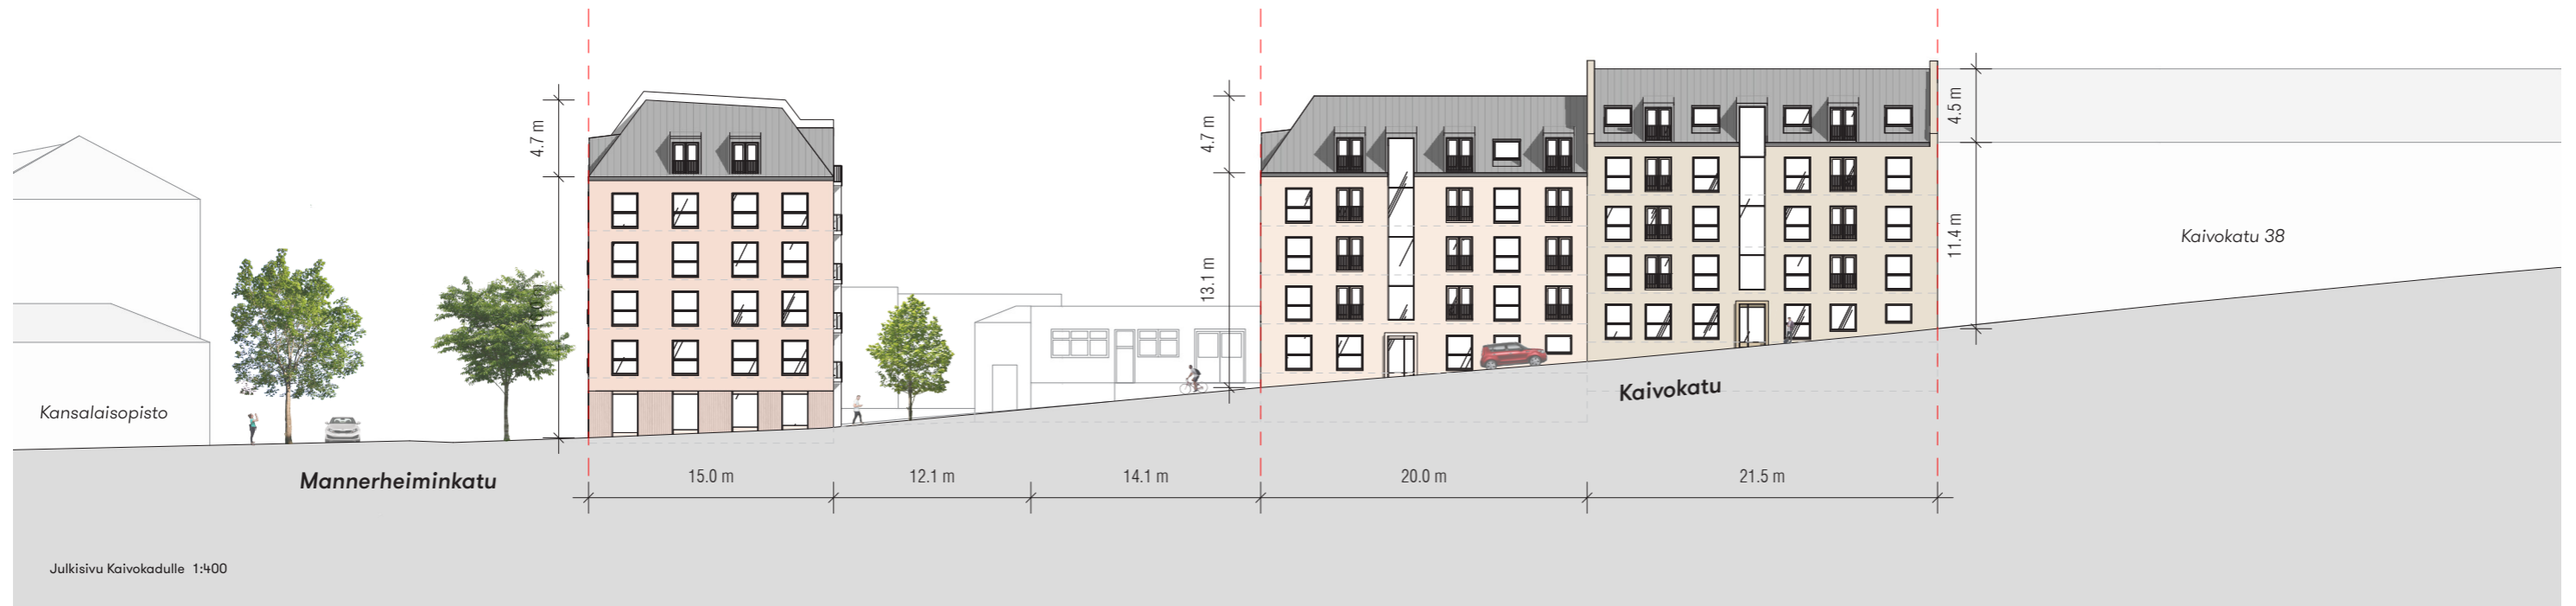 4.7 m
4.7 m
4.5 m
13.1 m
11.4 m
Kaivokatu 38
Kansalaisopisto
Kaivokatu
Mannerheiminkatu
15.0 m
12.1 m
14.1 m
20.0 m
21.5 m
Julkisivu Kaivokadulle 1:400